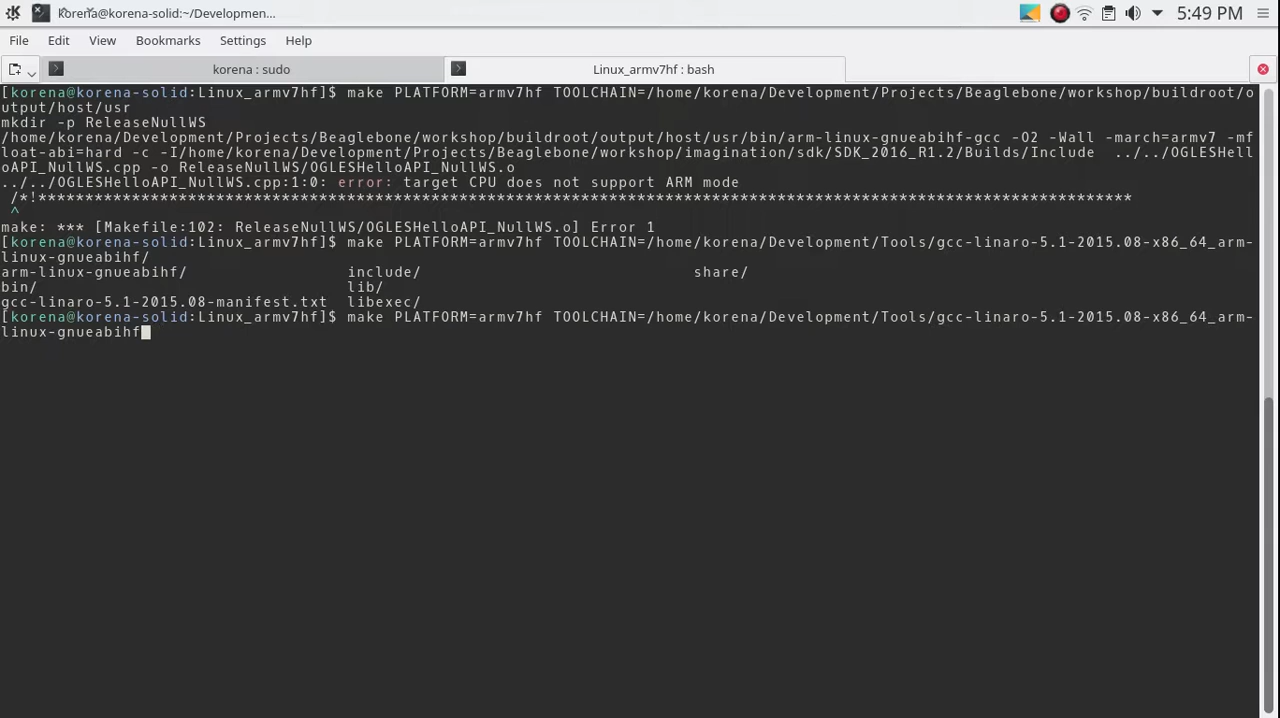 korena@korena-solid:~/Developmen...
5:49 PM
File Edit View Bookmarks Settings Help
korena : sudo
Linux_armv7hf : bash
[korena@korena-solid:Linux_armv7hf]$ make PLATFORM=armv7hf TOOLCHAIN=/home/korena/Development/Projects/Beaglebone/workshop/buildroot/o
utput/host/usr
mkdir -p ReleaseNullWS
/home/korena/Development/Projects/Beaglebone/workshop/buildroot/output/host/usr/bin/arm-linux-gnueabihf-gcc -O2 -Wall -march=armv7 -mf
loat-abi=hard -c -I/home/korena/Development/Projects/Beaglebone/workshop/imagination/sdk/SDK_2016_R1.2/Builds/Include ../../OGLESHell
oAPI_NullWS.cpp -o ReleaseNullWS/OGLESHelloAPI_NullWS.o
../../OGLESHelloAPI_NullWS.cpp:1:0: error: target CPU does not support ARM mode
/*!*********************************************************************************************************************
^
make: *** [Makefile:102: ReleaseNullWS/OGLESHelloAPI_NullWS.o] Error 1
[korena@korena-solid:Linux_armv7hf]$ make PLATFORM=armv7hf TOOLCHAIN=/home/korena/Development/Tools/gcc-linaro-5.1-2015.08-x86_64_arm-
linux-gnueabihf/
arm-linux-gnueabihf/ include/ share/
bin/ lib/
gcc-linaro-5.1-2015.08-manifest.txt libexec/
[korena@korena-solid:Linux_armv7hf]$ make PLATFORM=armv7hf TOOLCHAIN=/home/korena/Development/Tools/gcc-linaro-5.1-2015.08-x86_64_arm-
linux-gnueabihf